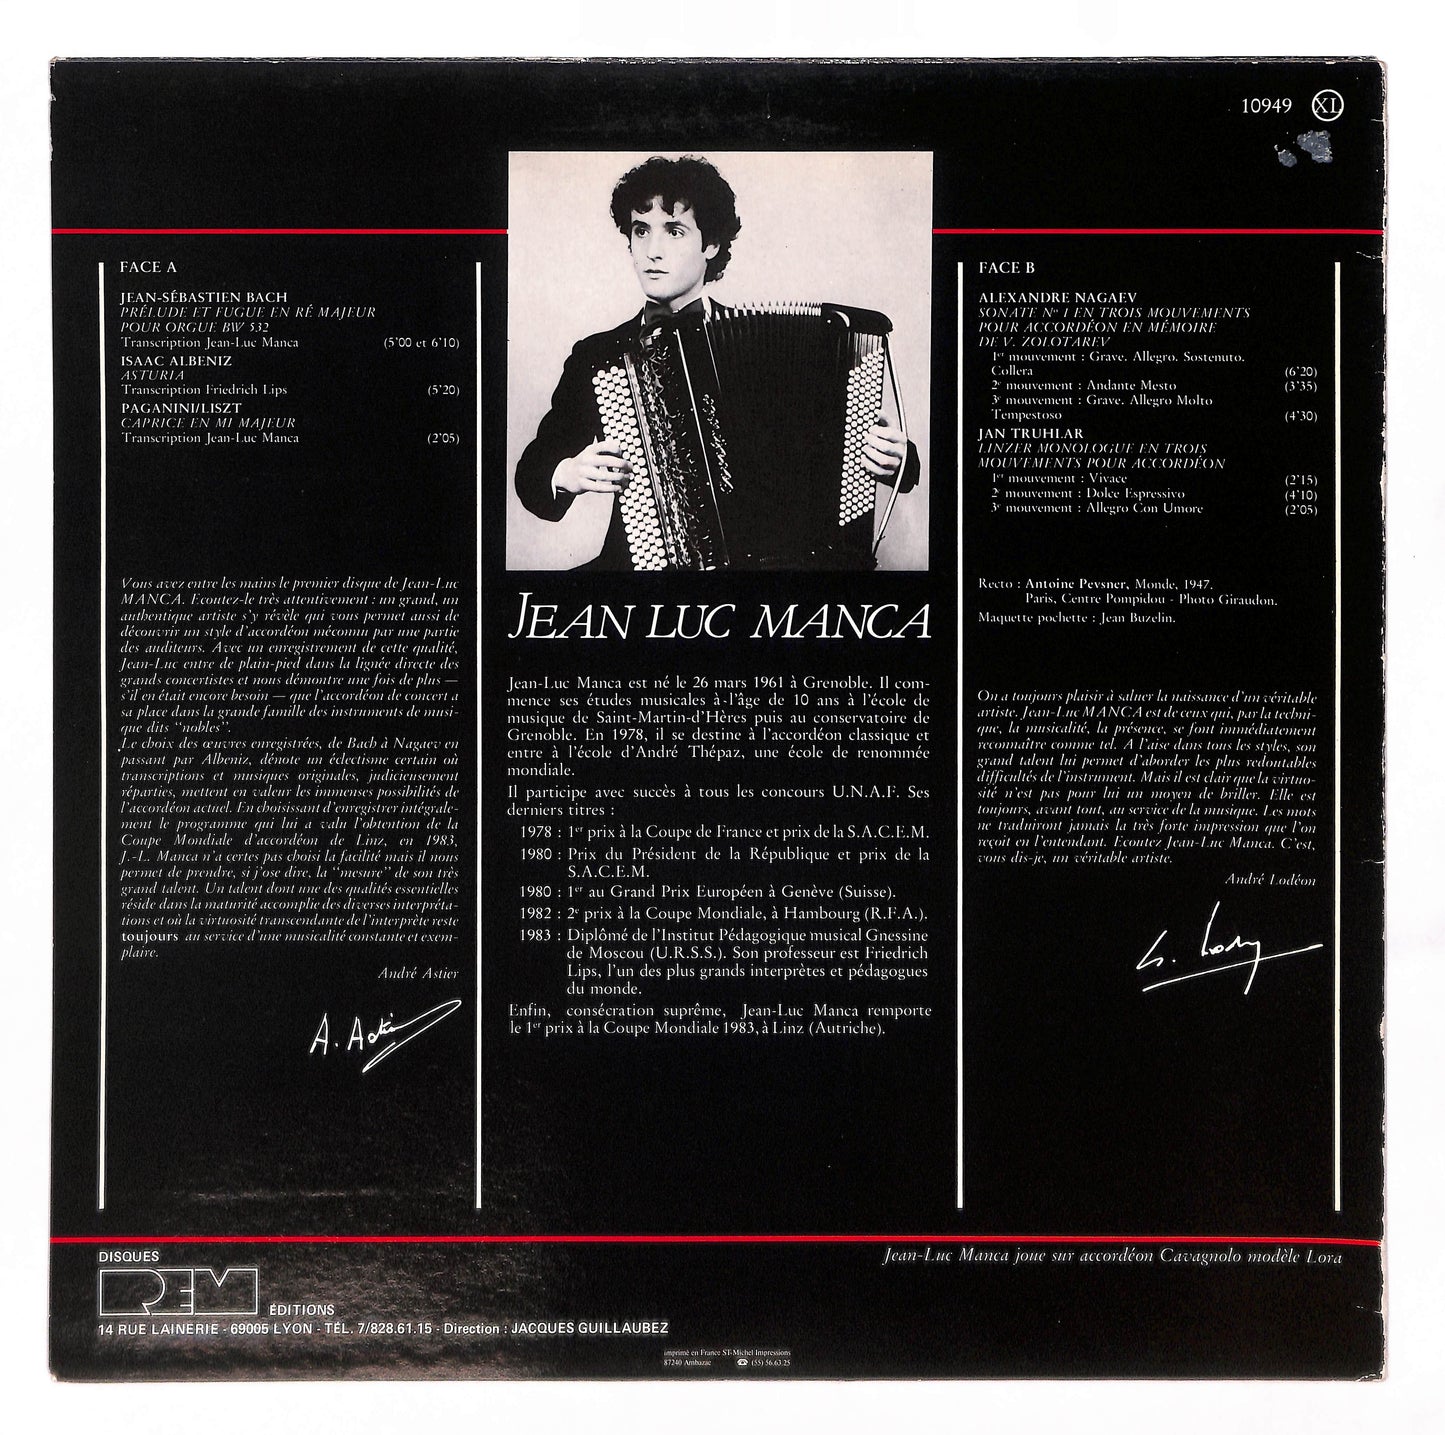 10949 XL
FACE A
JEAN-SÉBASTIEN BACH
PRÉLUDE ET FUGUE EN RÉ MAJEUR
POUR ORGUE BW 532
Transcription Jean-Luc Manca (5'00 et 6'10)
ISAAC ALBENIZ
ASTURIA
Transcription Friedrich Lips (5'20)
PAGANINI/LISZT
CAPRICE EN MI MAJEUR
Transcription Jean-Luc Manca (2'05)
Vous avez entre les mains le premier disque de Jean-Luc
MANCA. Ecoutez-le très attentivement : un grand, un
authentique artiste s'y révèle qui vous permet aussi de
découvrir un style d'accordéon méconnu par une partie
des auditeurs. Avec un enregistrement de cette qualité,
Jean-Luc entre de plain-pied dans la lignée directe des
grands concertistes et nous démontre une fois de plus —
s'il en était encore besoin — que l'accordéon de concert a
sa place dans la grande famille des instruments de musi-
que dits "nobles".
Le choix des œuvres enregistrées, de Bach à Nagaev en
passant par Albeniz, dénote un éclectisme certain où
transcriptions et musiques originales, judicieusement
réparties, mettent en valeur les immenses possibilités de
l'accordéon actuel. En choisissant d'enregistrer intégrale-
ment le programme qui lui a valu l'obtention de la
Coupe Mondiale d'accordéon de Linz, en 1983,
J.-L. Manca n'a certes pas choisi la facilité mais il nous
permet de prendre, si j'ose dire, la "mesure" de son très
grand talent. Un talent dont une des qualités essentielles
réside dans la maturité accomplie des diverses interpréta-
tions et où la virtuosité transcendante de l'interprète reste
toujours au service d'une musicalité constante et exem-
plaire.
André Astier
A. Astier
JEAN LUC MANCA
Jean-Luc Manca est né le 26 mars 1961 à Grenoble. Il com-
mence ses études musicales à l'âge de 10 ans à l'école de
musique de Saint-Martin-d'Hères puis au conservatoire de
Grenoble. En 1978, il se destine à l'accordéon classique et
entre à l'école d'André Thépaz, une école de renommée
mondiale.
Il participe avec succès à tous les concours U.N.A.F. Ses
derniers titres :
1978 : 1er prix à la Coupe de France et prix de la S.A.C.E.M.
1980 : Prix du Président de la République et prix de la
S.A.C.E.M.
1980 : 1er au Grand Prix Européen à Genève (Suisse).
1982 : 2e prix à la Coupe Mondiale, à Hambourg (R.F.A.).
1983 : Diplômé de l'Institut Pédagogique musical Gnessine
de Moscou (U.R.S.S.). Son professeur est Friedrich
Lips, l'un des plus grands interprètes et pédagogues
du monde.
Enfin, consécration suprême, Jean-Luc Manca remporte
le 1er prix à la Coupe Mondiale 1983, à Linz (Autriche).
FACE B
ALEXANDRE NAGAEV
SONATE No 1 EN TROIS MOUVEMENTS
POUR ACCORDÉON EN MÉMOIRE
DE V. ZOLOTAREV
1er mouvement : Grave. Allegro. Sostenuto.
Collera (6'20)
2e mouvement : Andante Mesto (3'35)
3e mouvement : Grave. Allegro Molto
Tempestoso (4'30)
JAN TRUHLAR
LINZER MONOLOGUE EN TROIS
MOUVEMENTS POUR ACCORDÉON
1er mouvement : Vivace (2'15)
2e mouvement : Dolce Espressivo (4'10)
3e mouvement : Allegro Con Umore (2'05)
Recto : Antoine Pevsner, Monde, 1947.
Paris, Centre Pompidou - Photo Giraudon.
Maquette pochette : Jean Buzelin.
On a toujours plaisir à saluer la naissance d'un véritable
artiste. Jean-Luc MANCA est de ceux qui, par la techni-
que, la musicalité, la présence, se font immédiatement
reconnaître comme tel. A l'aise dans tous les styles, son
grand talent lui permet d'aborder les plus redoutables
difficultés de l'instrument. Mais il est clair que la virtuo-
sité n'est pas pour lui un moyen de briller. Elle est
toujours, avant tout, au service de la musique. Les mots
ne traduiront jamais la très forte impression que l'on
reçoit en l'entendant. Ecoutez Jean-Luc Manca. C'est,
vous dis-je, un véritable artiste.
André Lodéon
Jean-Luc Manca joue sur accordéon Cavagnolo modèle Lora
DISQUES
REM
ÉDITIONS
14 RUE LAINERIE - 69005 LYON - TÉL. 7/828.61.15 - Direction : JACQUES GUILLAUBEZ
imprimé en France ST-Michel Impressions
87240 Ambazac ☎ (55) 56.63.25